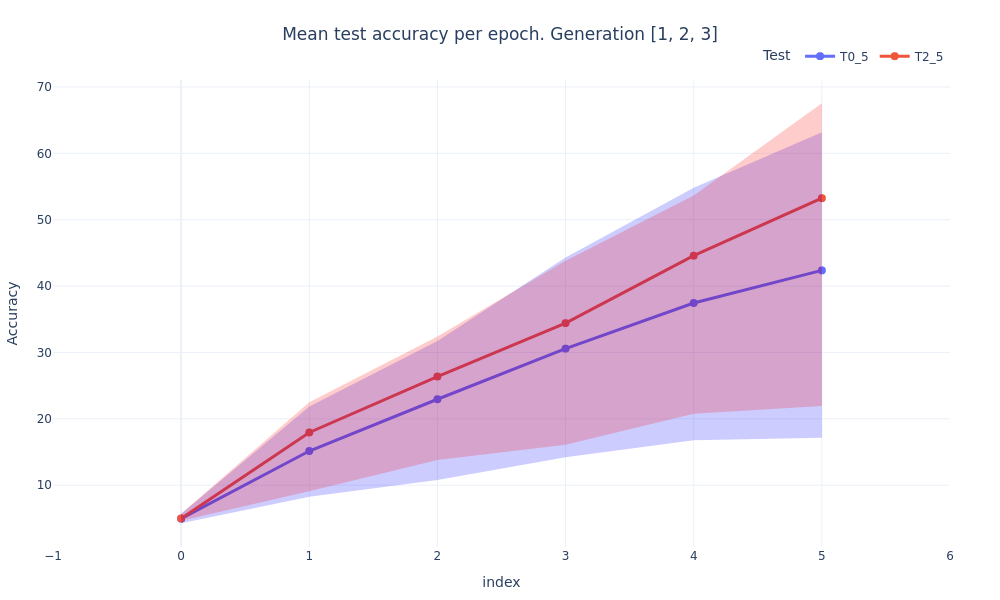 Mean test accuracy per epoch. Generation [1, 2, 3]
Test T0_5 T2_5
70
60
50
40
30
20
10
Accuracy
−1 0 1 2 3 4 5 6
index